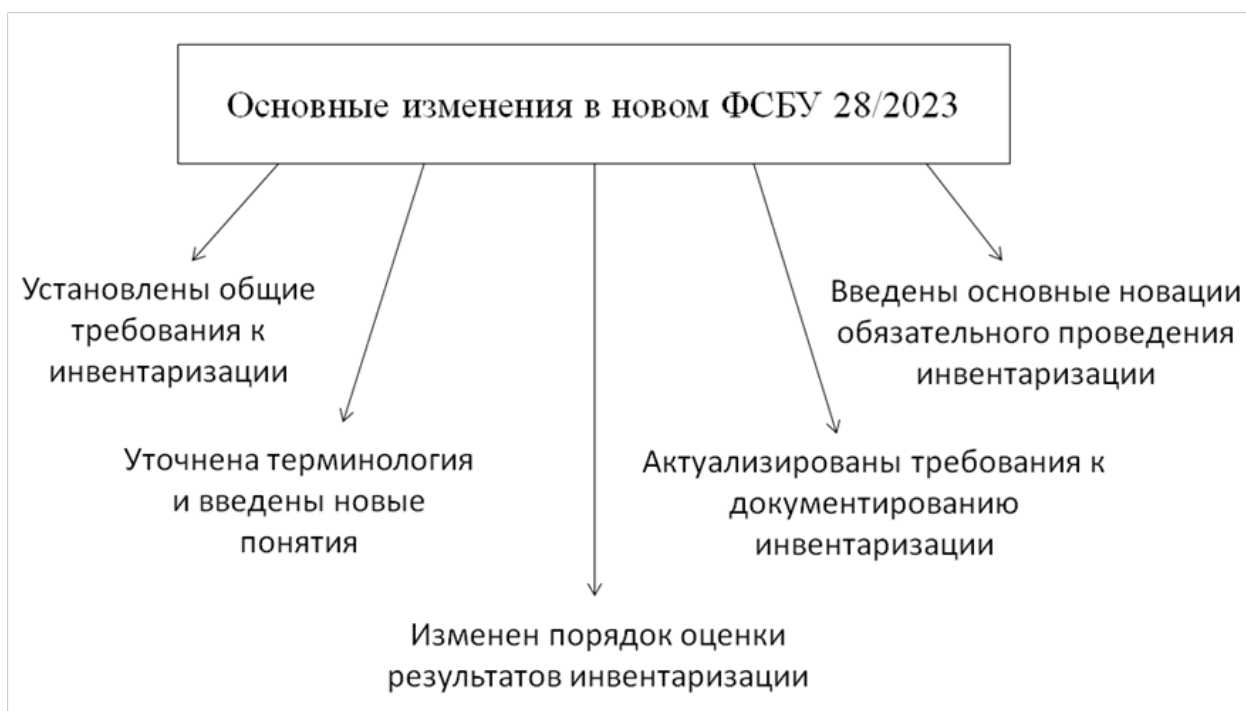 Основные изменения в новом ФСБУ 28/2023
Установлены общие
требования к
инвентаризации
Введены основные новации
обязательного проведения
инвентаризации
Уточнена терминология
и введены новые
понятия
Актуализированы требования к
документированию
инвентаризации
Изменен порядок оценки
результатов инвентаризации